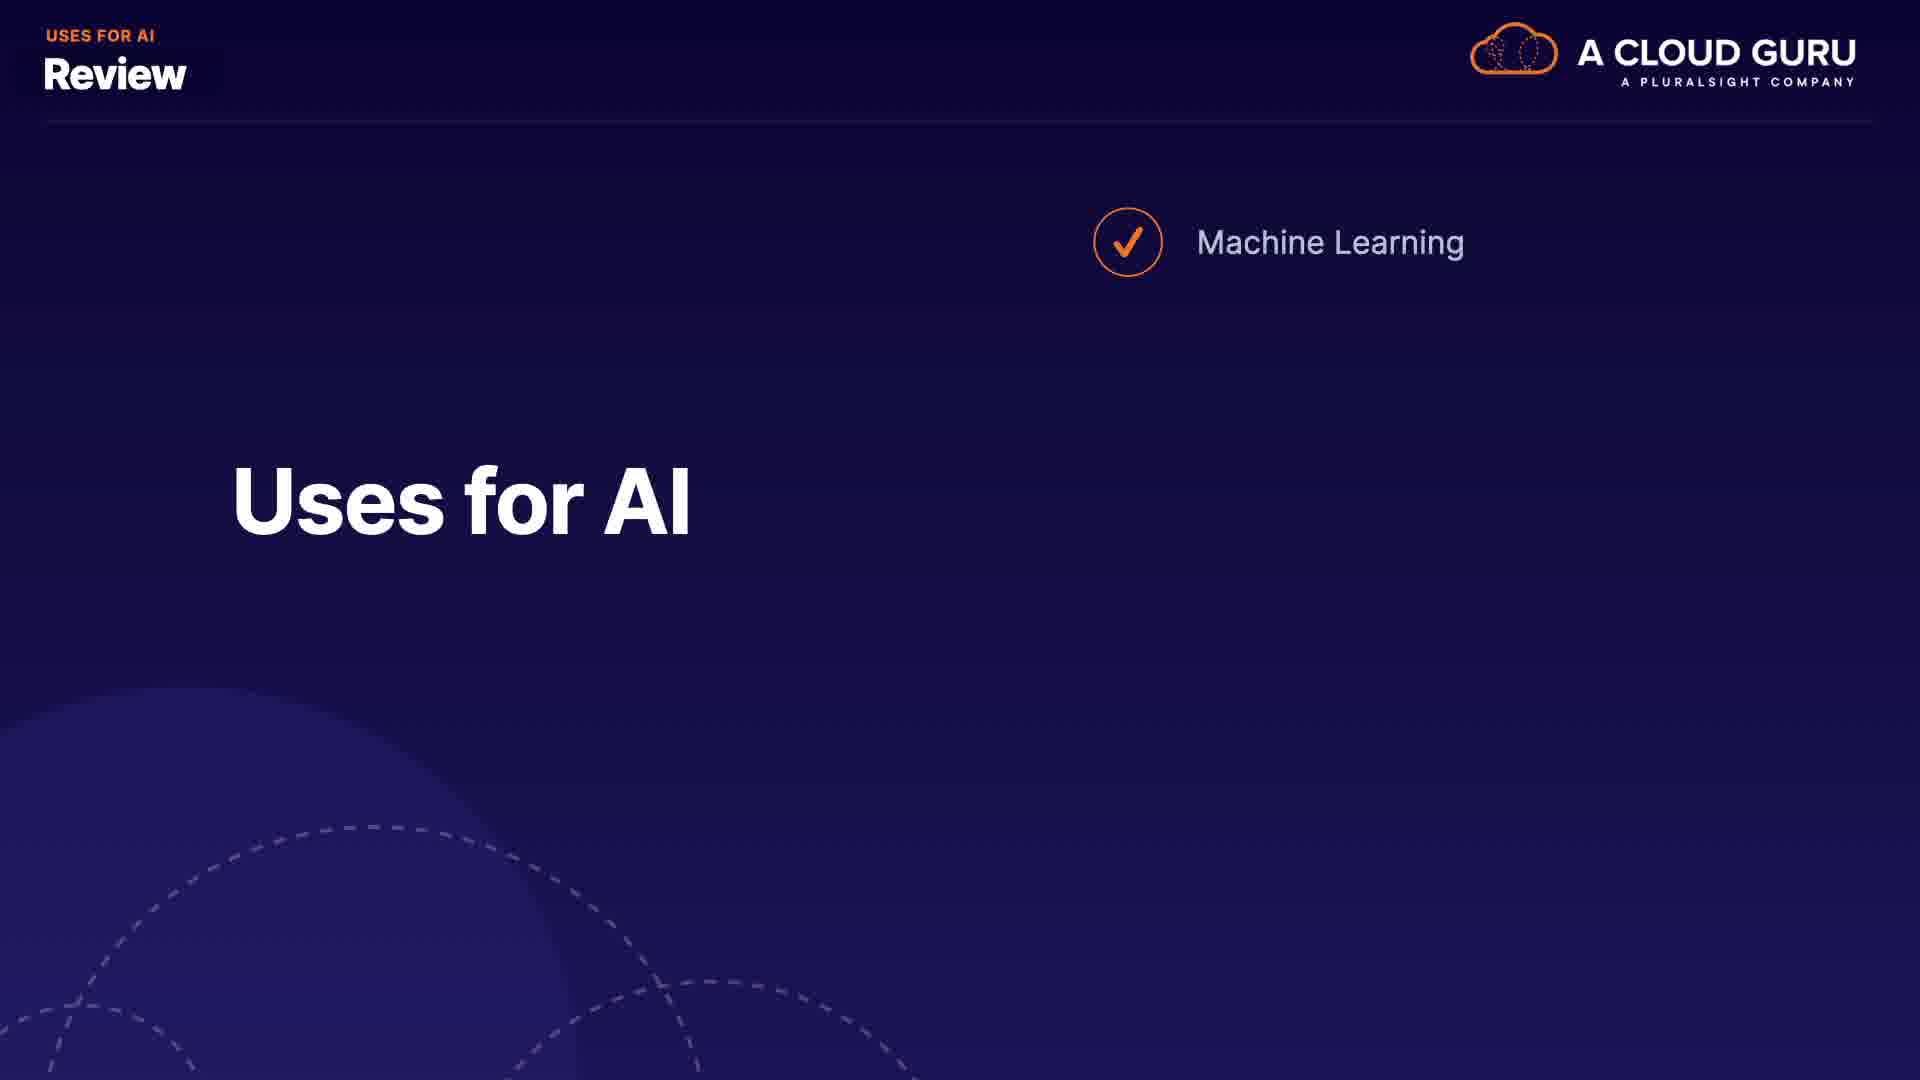 USES FOR AI
Review
A CLOUD GURU
A PLURALSIGHT COMPANY
Machine Learning
Uses for AI